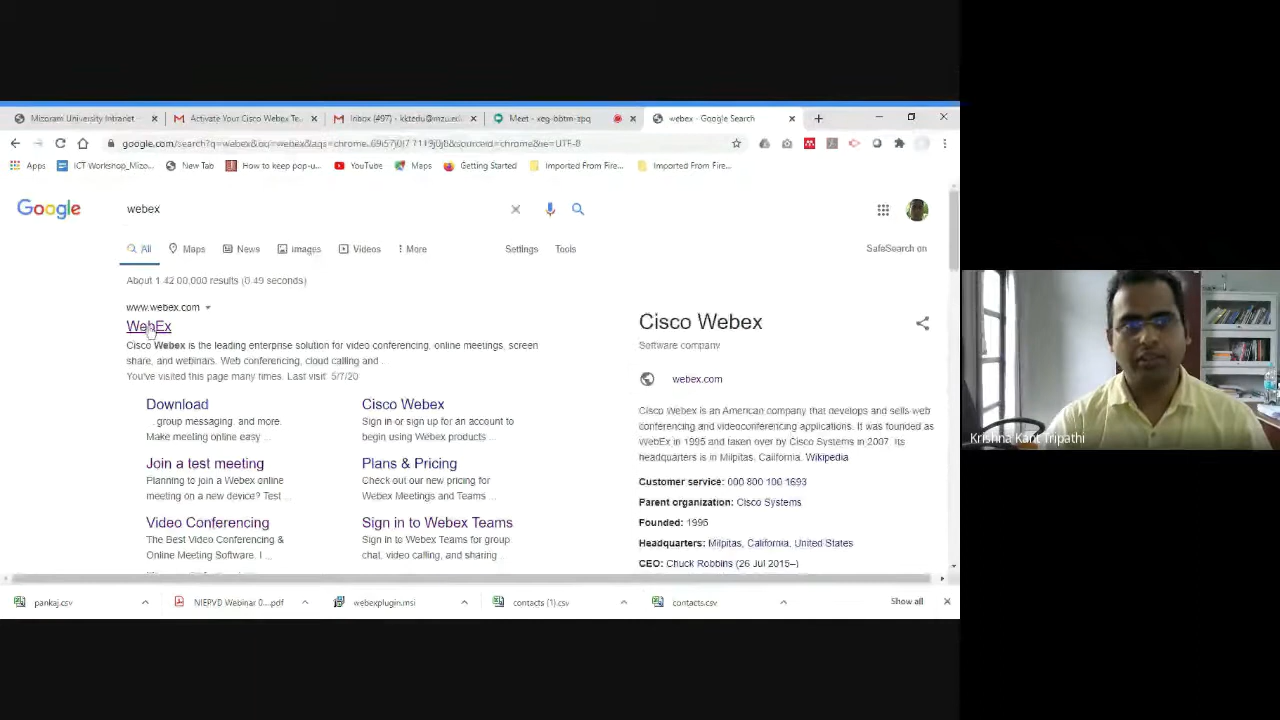 Mizoram University Intranet
Activate Your Cisco Webex Te
Inbox (497) - kktedu@mzu.edu
Meet - xeg-bbtm-zpq
webex - Google Search
Apps
ICT Workshop_Mizo...
New Tab
How to keep pop-u...
YouTube
Maps
Getting Started
Imported From Fire...
Imported From Fire...
Google
webex
All
Maps
News
Images
Videos
More
Settings
Tools
SafeSearch on
About 1,42,00,000 results (0.49 seconds)
www.webex.com
WebEx
Cisco Webex is the leading enterprise solution for video conferencing, online meetings, screen
share, and webinars. Web conferencing, cloud calling and ...
You've visited this page many times. Last visit: 5/7/20
Download
... group messaging, and more.
Make meeting online easy ...
Cisco Webex
Sign in or sign up for an account to
begin using Webex products ...
Join a test meeting
Planning to join a Webex online
meeting on a new device? Test ...
Plans & Pricing
Check out our new pricing for
Webex Meetings and Teams ...
Video Conferencing
The Best Video Conferencing &
Online Meeting Software. I ...
Sign in to Webex Teams
Sign in to Webex Teams for group
chat, video calling, and sharing ...
Cisco Webex
Software company
webex.com
Cisco Webex is an American company that develops and sells web
conferencing and videoconferencing applications. It was founded as
WebEx in 1995 and taken over by Cisco Systems in 2007. Its
headquarters is in Milpitas, California. Wikipedia
Customer service: 000 800 100 1693
Parent organization: Cisco Systems
Founded: 1995
Headquarters: Milpitas, California, United States
CEO: Chuck Robbins (26 Jul 2015–)
Krishna Kant Tripathi
pankaj.csv
NIEPVD Webinar 0....pdf
webexplugin.msi
contacts (1).csv
contacts.csv
Show all